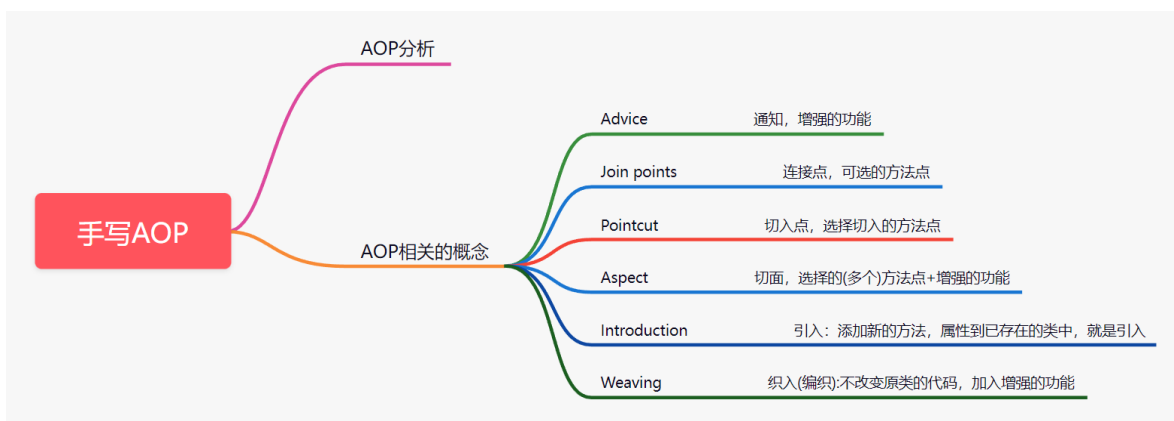 手写AOP
AOP分析
AOP相关的概念
Advice 通知，增强的功能
Join points 连接点，可选的方法点
Pointcut 切入点，选择切入的方法点
Aspect 切面，选择的(多个)方法点+增强的功能
Introduction 引入：添加新的方法，属性到已存在的类中，就是引入
Weaving 织入(编织):不改变原类的代码，加入增强的功能